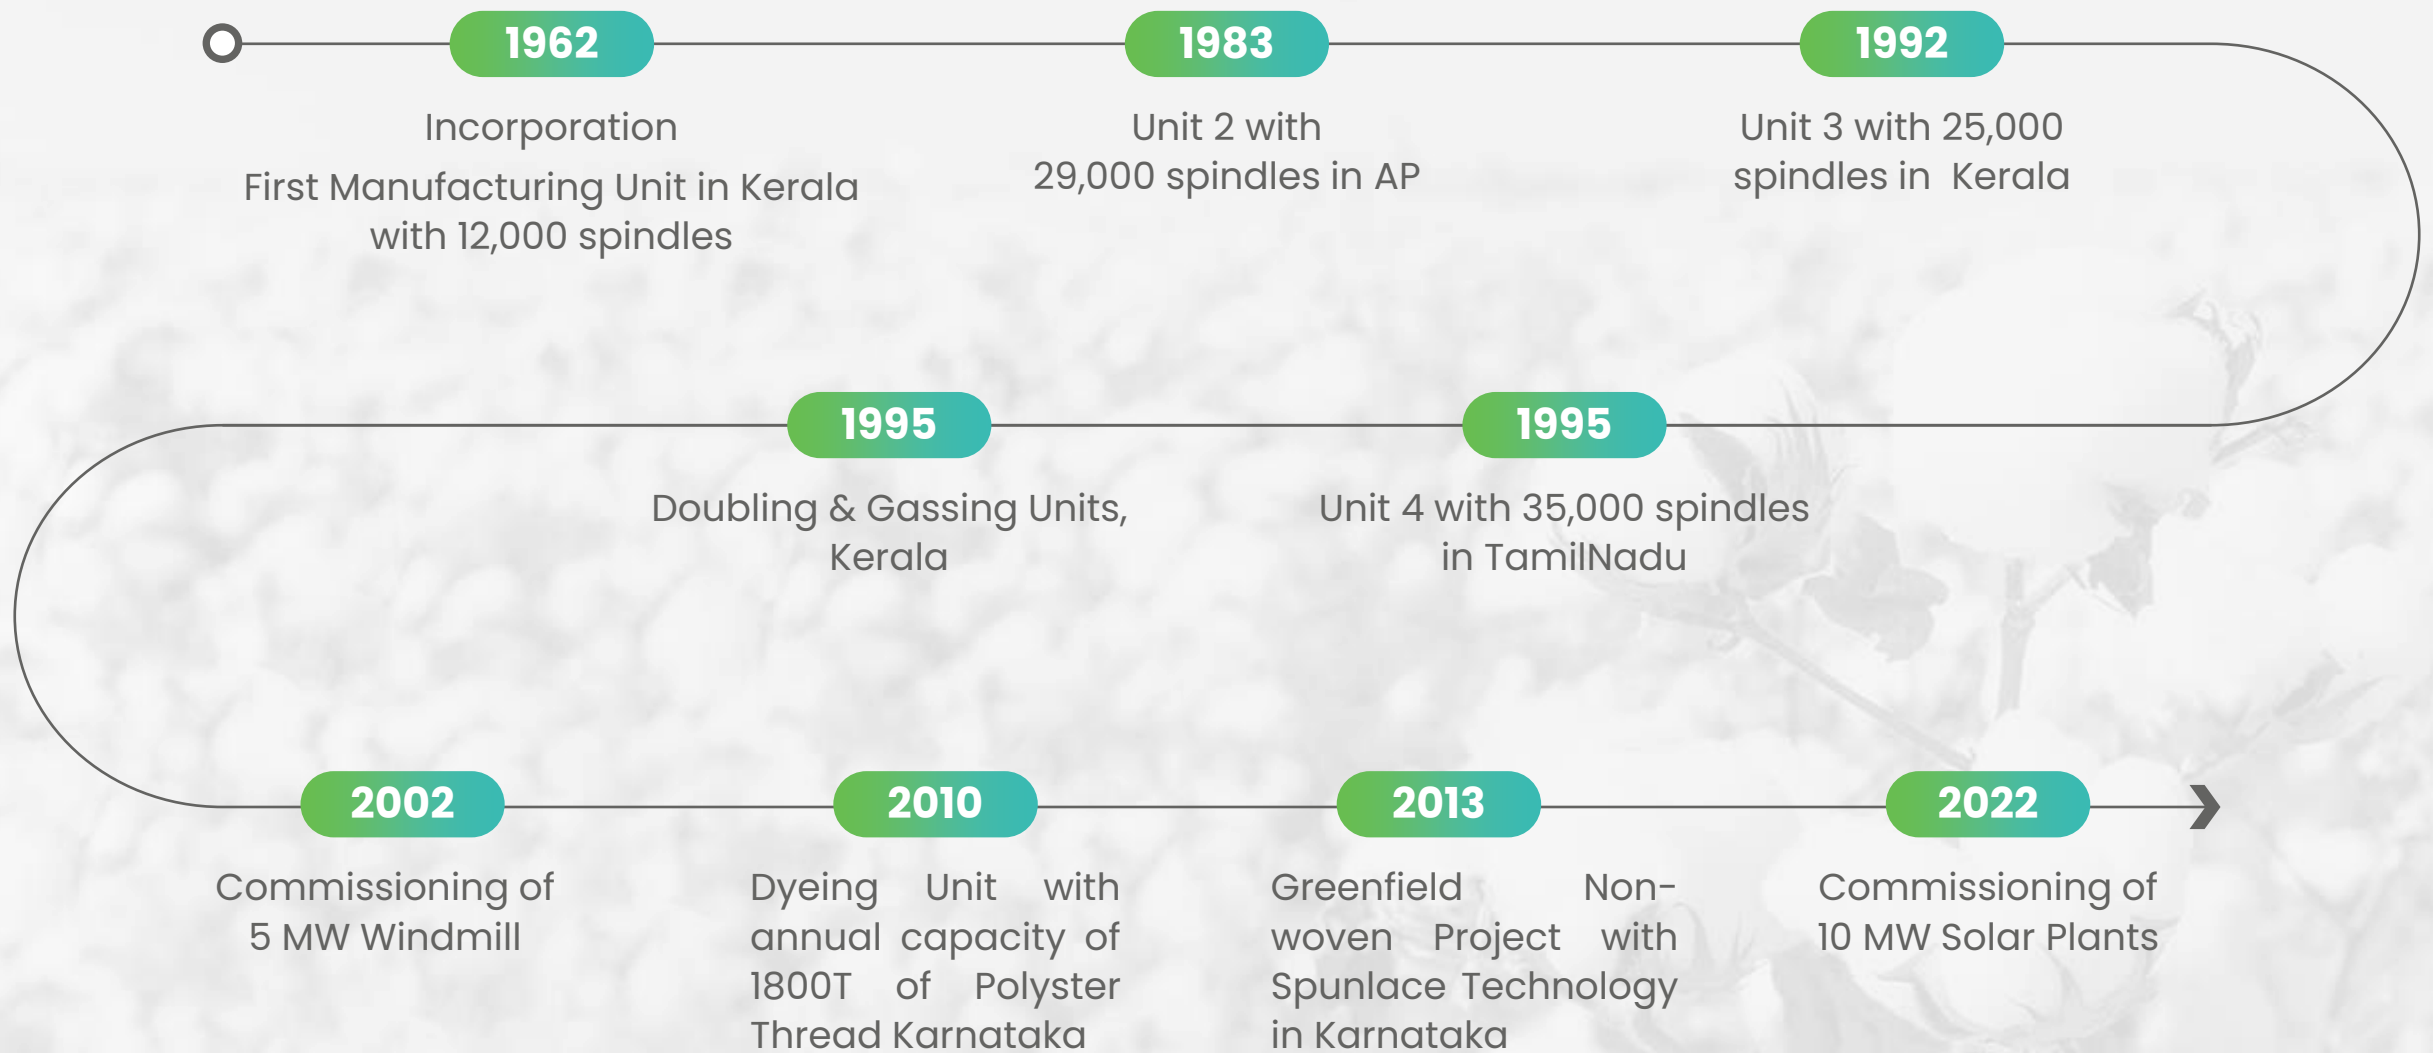 1962
Incorporation
First Manufacturing Unit in Kerala
with 12,000 spindles
1983
Unit 2 with
29,000 spindles in AP
1992
Unit 3 with 25,000
spindles in Kerala
1995
Unit 4 with 35,000 spindles
in TamilNadu
1995
Doubling & Gassing Units,
Kerala
2002
Commissioning of
5 MW Windmill
2010
Dyeing Unit with
annual capacity of
1800T of Polyster
Thread Karnataka
2013
Greenfield Non-
woven Project with
Spunlace Technology
in Karnataka
2022
Commissioning of
10 MW Solar Plants